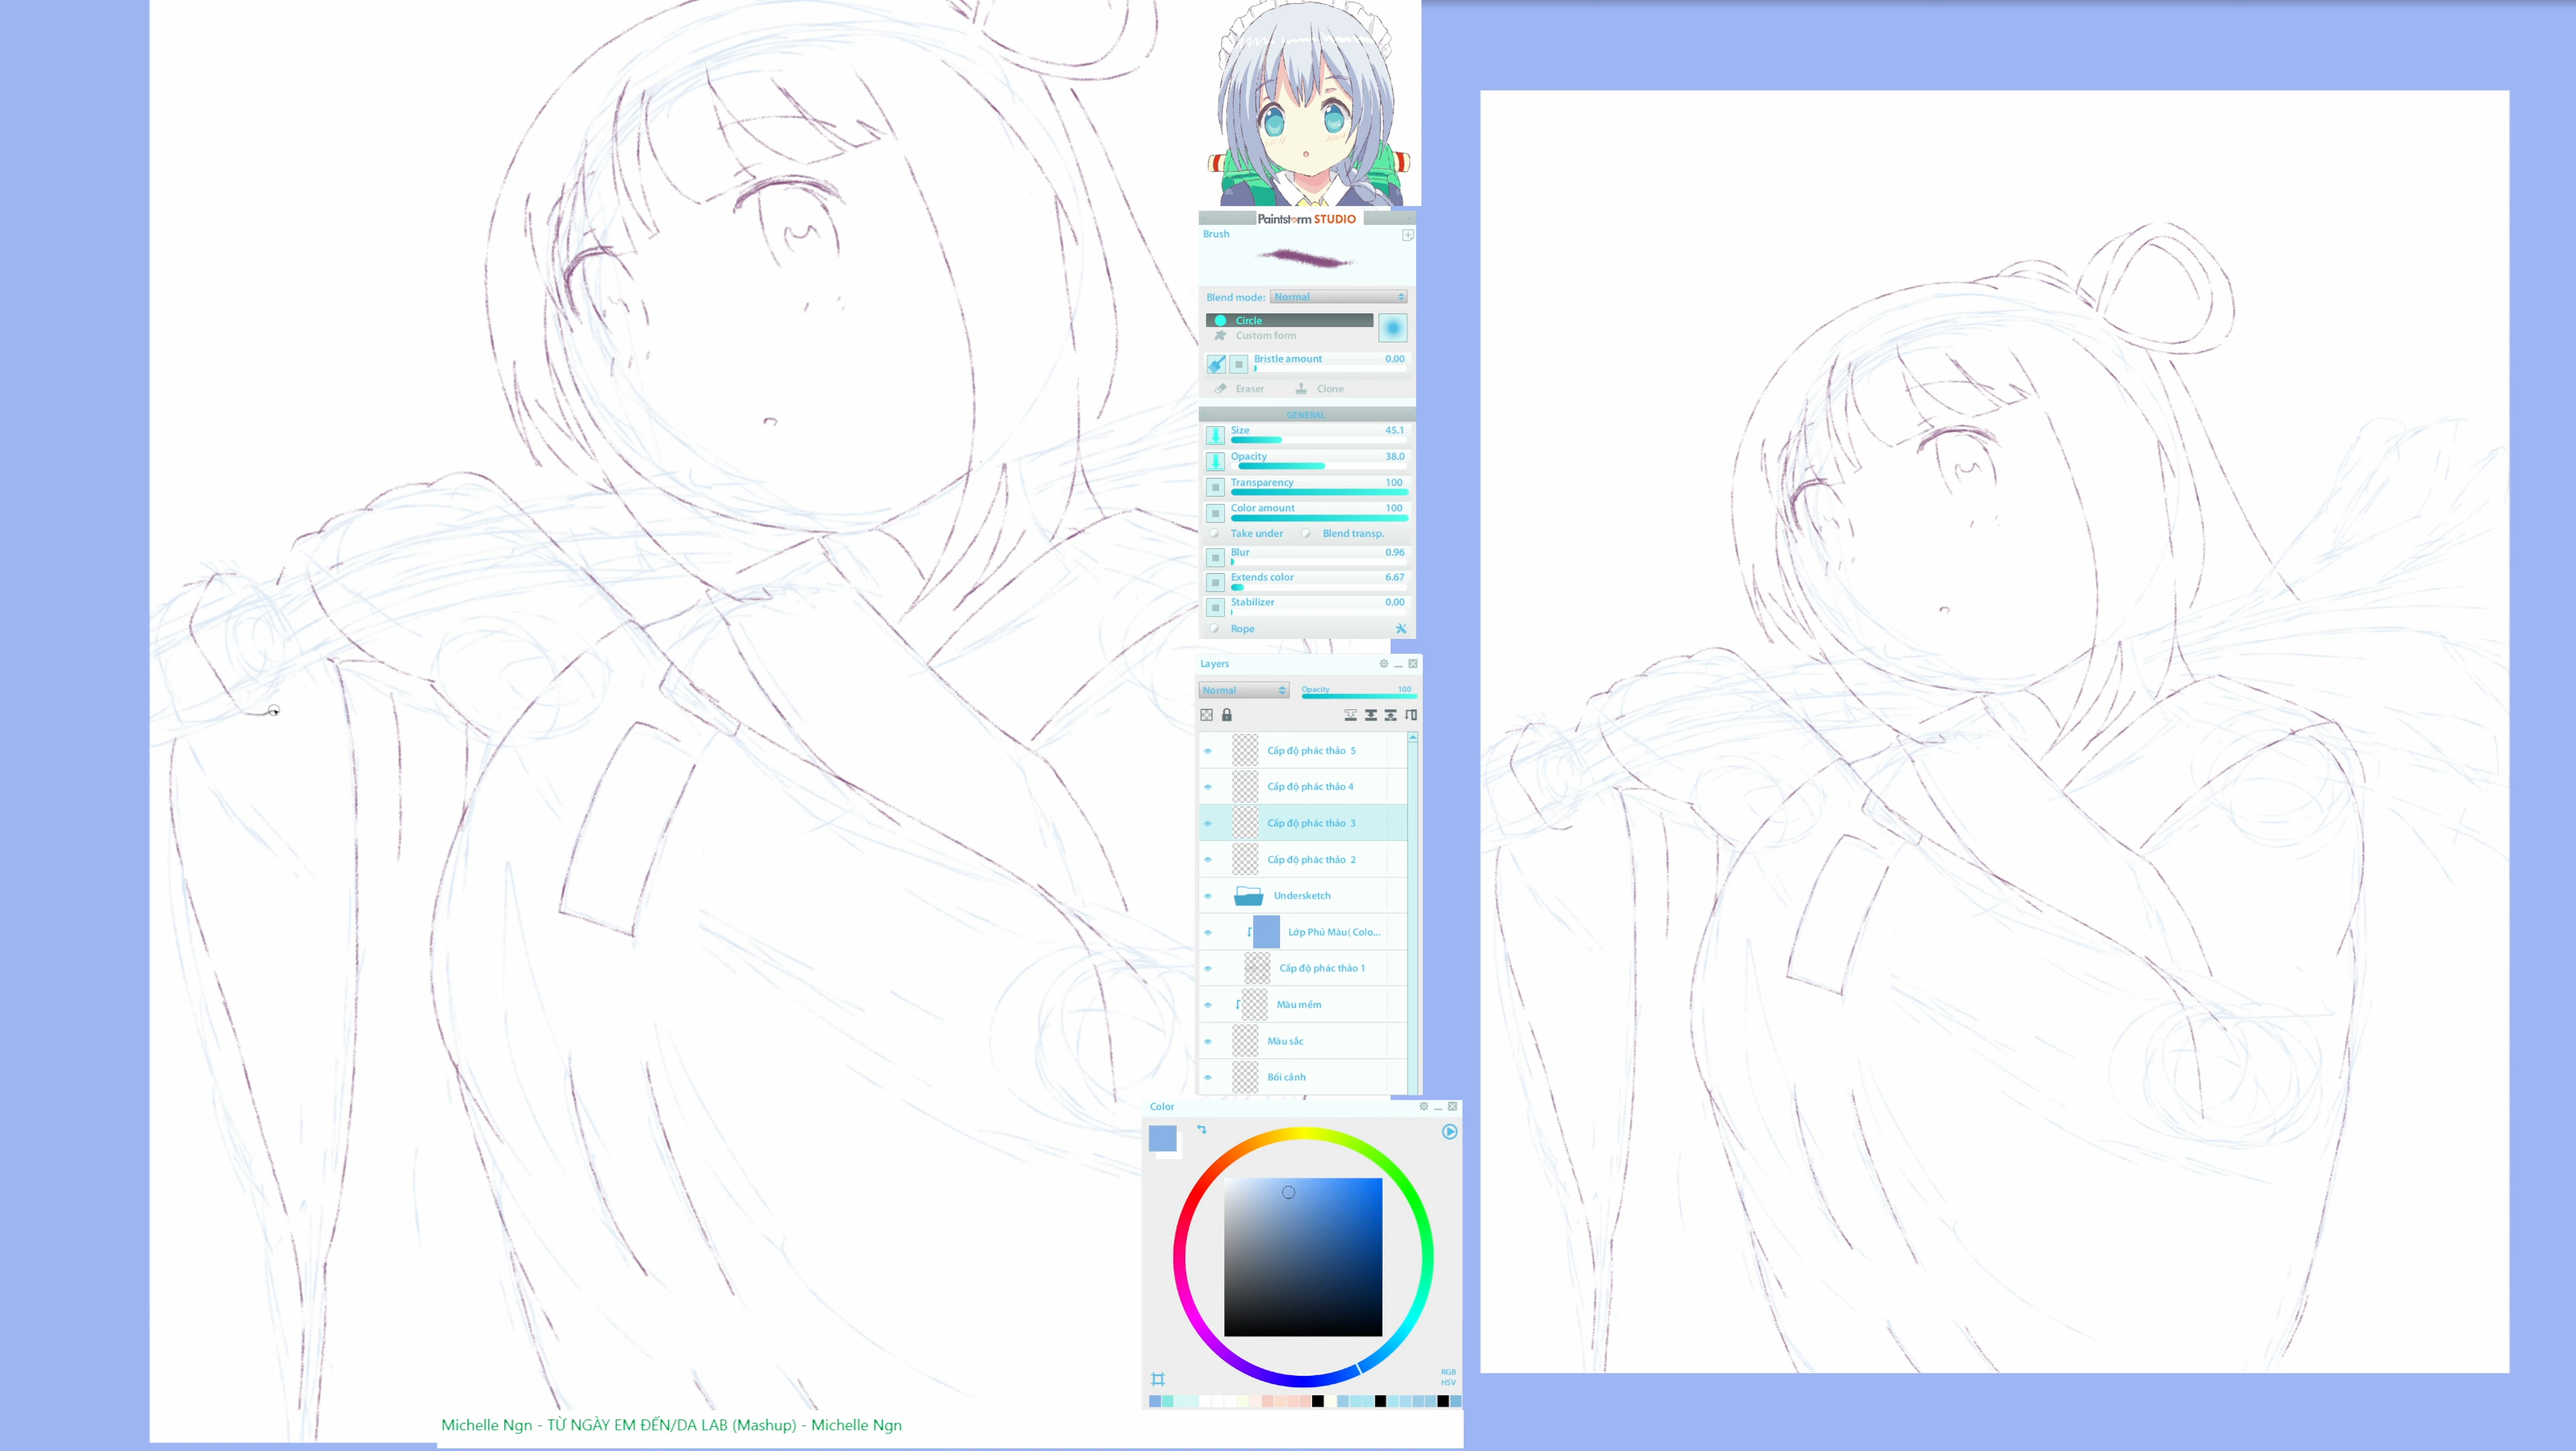 Paintstorm STUDIO
Brush
Blend mode: Normal
Circle
Custom form
Bristle amount 0.00
Eraser Clone
GENERAL
Size 45.1
Opacity 38.0
Transparency 100
Color amount 100
Take under Blend transp.
Blur 0.96
Extends color 6.67
Stabilizer 0.00
Rope
Layers
Normal Opacity 100
Cấp độ phác thảo 5
Cấp độ phác thảo 4
Cấp độ phác thảo 3
Cấp độ phác thảo 2
Undersketch
Lớp Phủ Màu( Colo...
Cấp độ phác thảo 1
Màu mềm
Màu sắc
Bối cảnh
Color
RGB
HSV
Michelle Ngn - TỪ NGÀY EM ĐẾN/DA LAB (Mashup) - Michelle Ngn